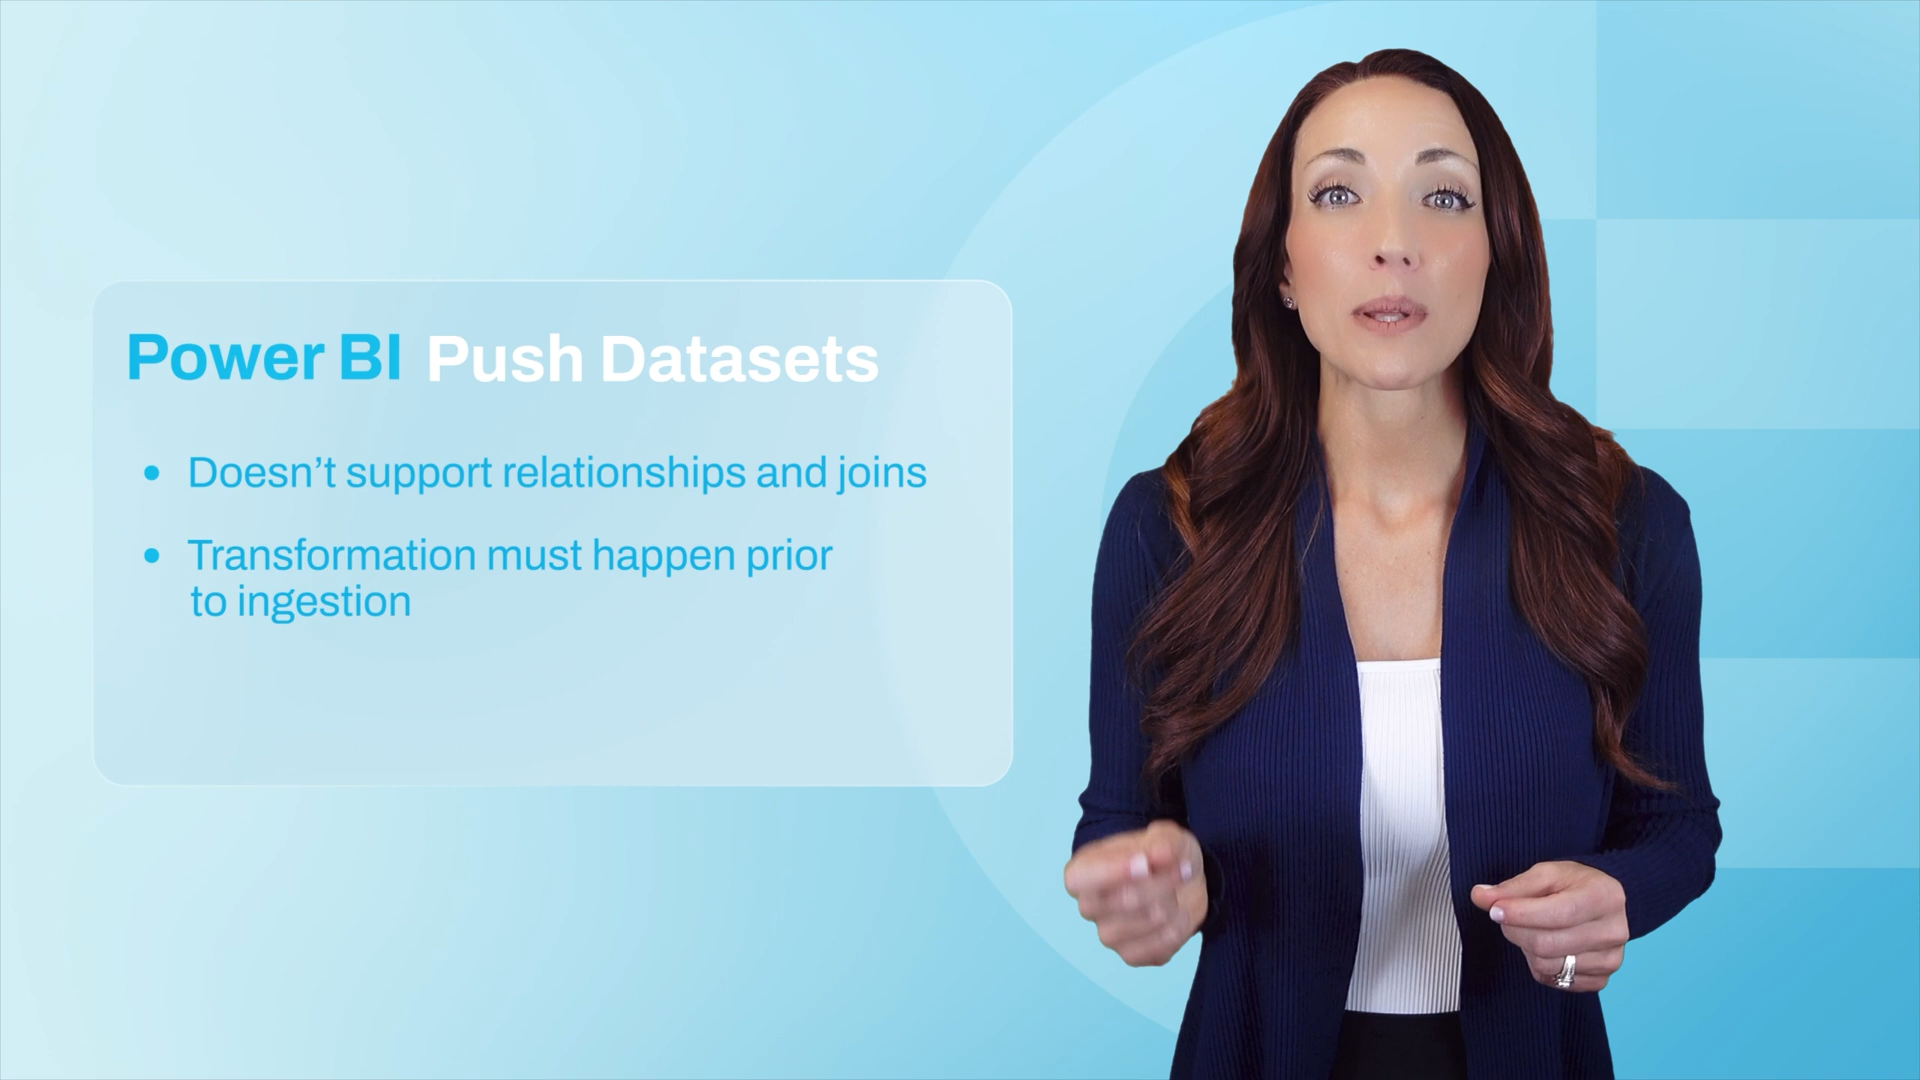 Power BI Push Datasets
• Doesn’t support relationships and joins
• Transformation must happen prior
to ingestion